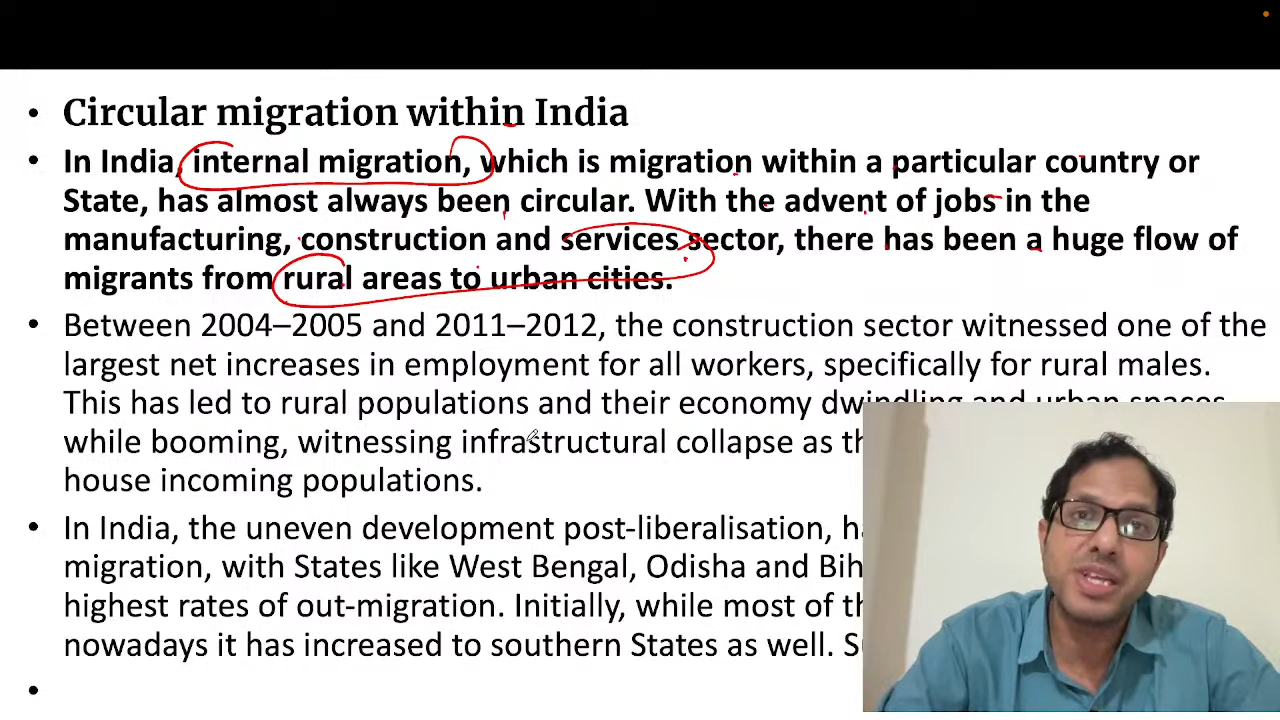 • Circular migration within India
• In India, internal migration, which is migration within a particular country or
State, has almost always been circular. With the advent of jobs in the
manufacturing, construction and services sector, there has been a huge flow of
migrants from rural areas to urban cities.
• Between 2004–2005 and 2011–2012, the construction sector witnessed one of the
largest net increases in employment for all workers, specifically for rural males.
This has led to rural populations and their economy dwindling and urban spaces,
while booming, witnessing infrastructural collapse as
house incoming populations.
• In India, the uneven development post-liberalisation,
migration, with States like West Bengal, Odisha and
highest rates of out-migration. Initially, while most of
nowadays it has increased to southern States as well.
•